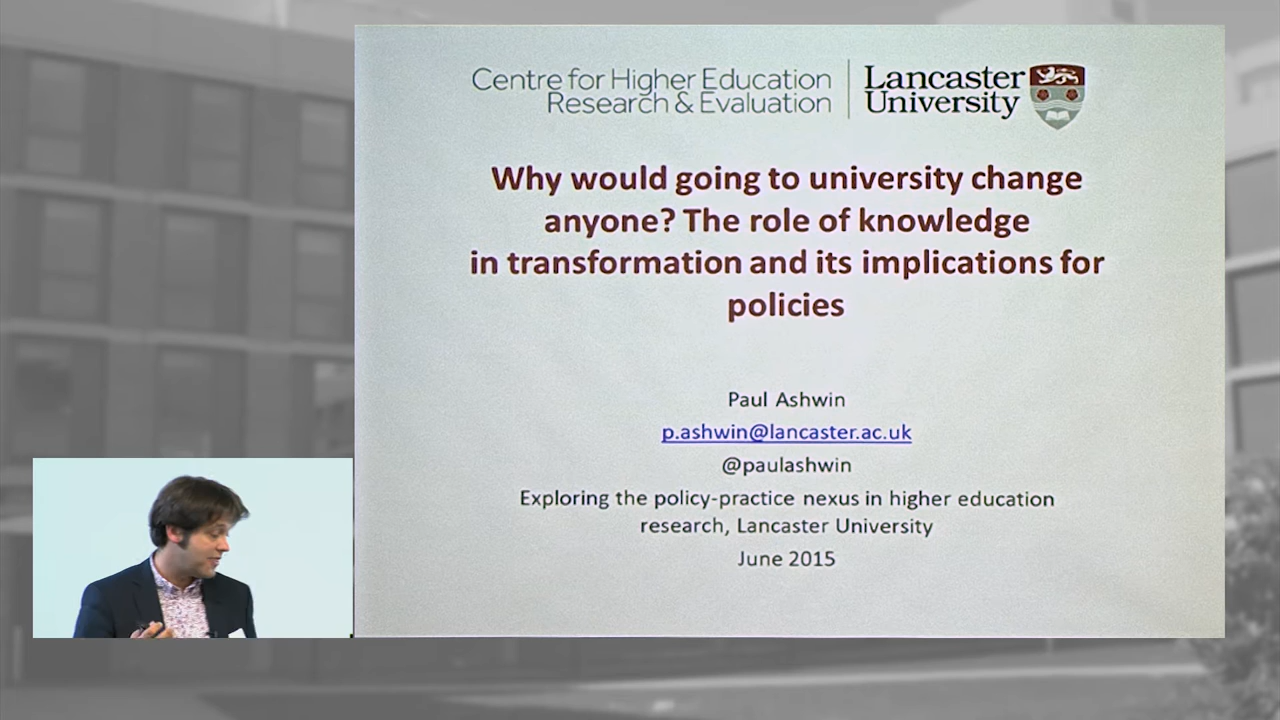 Centre for Higher Education
Research & Evaluation
Lancaster
University
Why would going to university change
anyone? The role of knowledge
in transformation and its implications for
policies
Paul Ashwin
p.ashwin@lancaster.ac.uk
@paulashwin
Exploring the policy-practice nexus in higher education
research, Lancaster University
June 2015